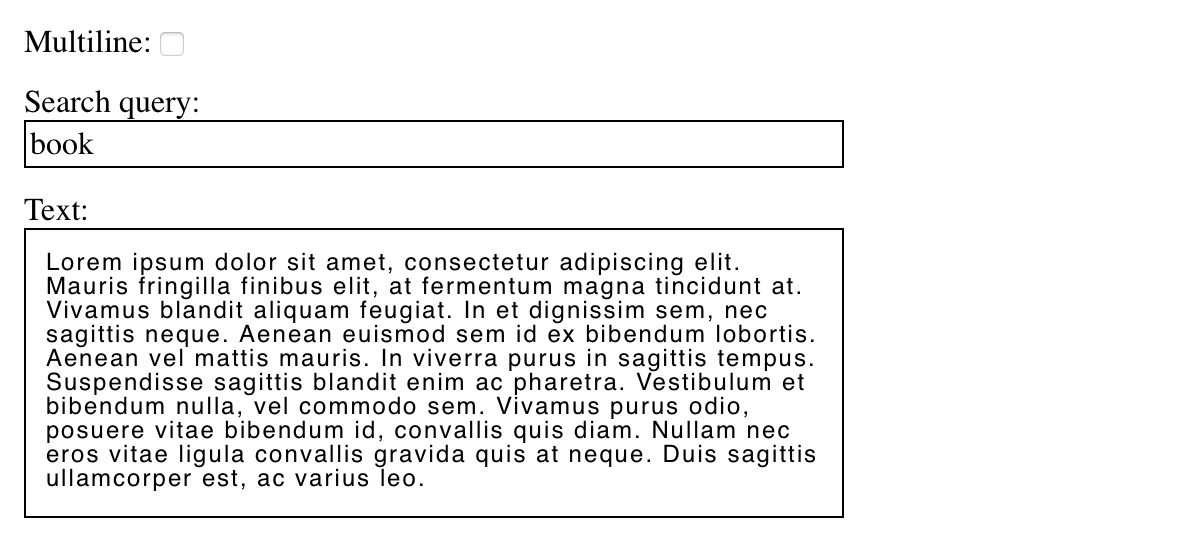 Multiline:
Search query:
book
Text:
Lorem ipsum dolor sit amet, consectetur adipiscing elit.
Mauris fringilla finibus elit, at fermentum magna tincidunt at.
Vivamus blandit aliquam feugiat. In et dignissim sem, nec
sagittis neque. Aenean euismod sem id ex bibendum lobortis.
Aenean vel mattis mauris. In viverra purus in sagittis tempus.
Suspendisse sagittis blandit enim ac pharetra. Vestibulum et
bibendum nulla, vel commodo sem. Vivamus purus odio,
posuere vitae bibendum id, convallis quis diam. Nullam nec
eros vitae ligula convallis gravida quis at neque. Duis sagittis
ullamcorper est, ac varius leo.